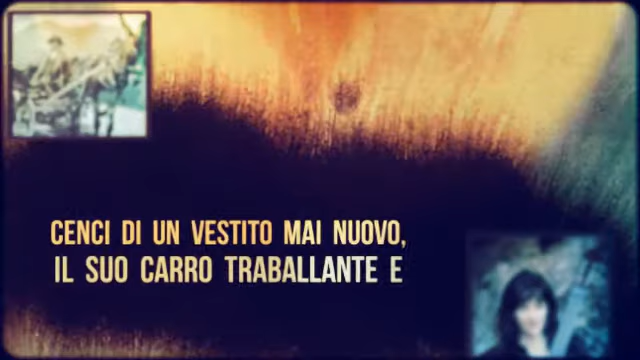 CENCI DI UN VESTITO MAI NUOVO,
IL SUO CARRO TRABALLANTE E